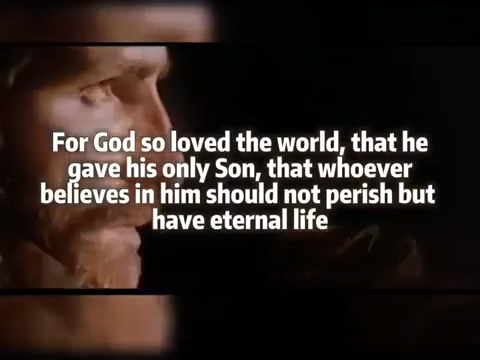 For God so loved the world, that he
gave his only Son, that whoever
believes in him should not perish but
have eternal life